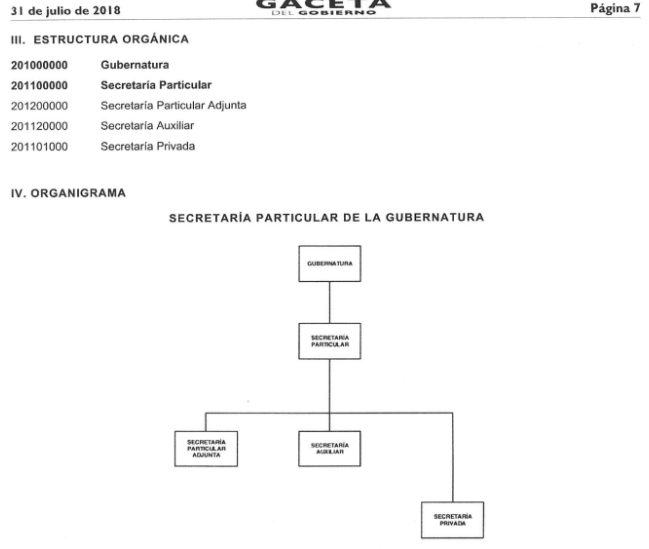 31 de julio de 2018
GACETA
DEL GOBIERNO
Página 7
III. ESTRUCTURA ORGÁNICA
201000000 Gubernatura
201100000 Secretaría Particular
201200000 Secretaría Particular Adjunta
201120000 Secretaría Auxiliar
201101000 Secretaría Privada
IV. ORGANIGRAMA
SECRETARÍA PARTICULAR DE LA GUBERNATURA
GUBERNATURA
SECRETARÍA
PARTICULAR
SECRETARÍA
PARTICULAR
ADJUNTA
SECRETARÍA
AUXILIAR
SECRETARÍA
PRIVADA